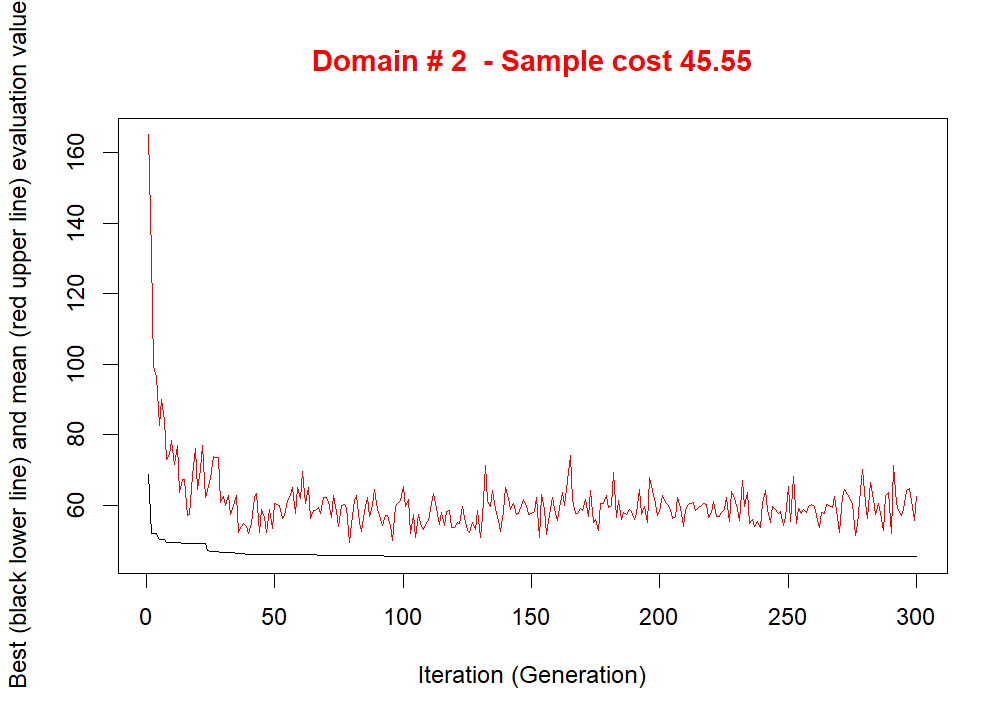 Domain # 2  - Sample cost 45.55
Best (black lower line) and mean (red upper line) evaluation value
160
140
120
100
80
60
0 50 100 150 200 250 300
Iteration (Generation)